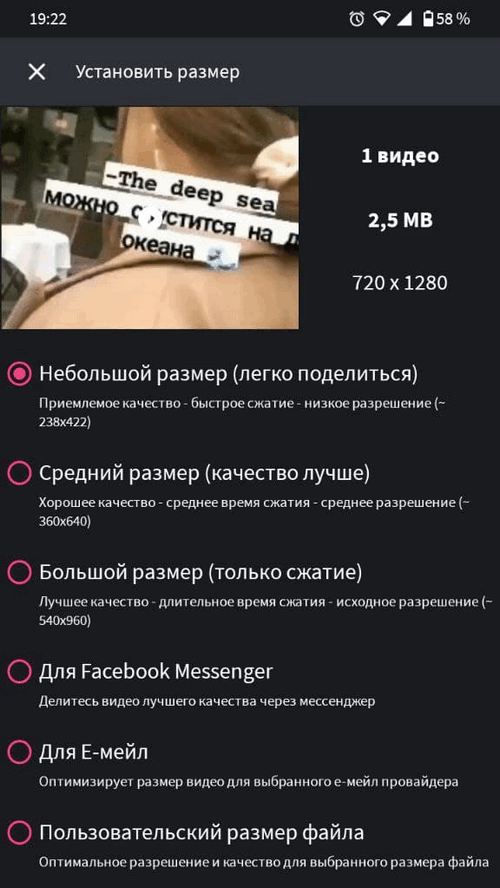 19:22
58 %
Установить размер
–The deep sea
можно с устится на д
океана
1 видео
2,5 MB
720 x 1280
Небольшой размер (легко поделиться)
Приемлемое качество - быстрое сжатие - низкое разрешение (~
238x422)
Средний размер (качество лучше)
Хорошее качество - среднее время сжатия - среднее разрешение (~
360x640)
Большой размер (только сжатие)
Лучшее качество - длительное время сжатия - исходное разрешение (~
540x960)
Для Facebook Messenger
Делитесь видео лучшего качества через мессенджер
Для Е-мейл
Оптимизирует размер видео для выбранного е-мейл провайдера
Пользовательский размер файла
Оптимальное разрешение и качество для выбранного размера файла